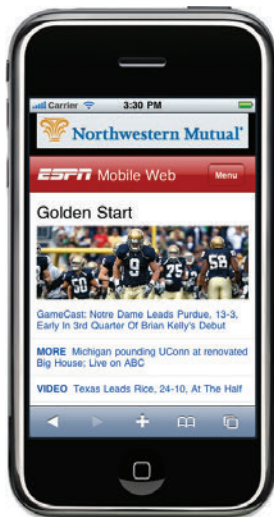 Carrier 3:30 PM
Northwestern Mutual®
ESPN Mobile Web Menu
Golden Start
9 75 58
GameCast: Notre Dame Leads Purdue, 13-3,
Early In 3rd Quarter Of Brian Kelly's Debut
MORE Michigan pounding UConn at renovated
Big House; Live on ABC
VIDEO Texas Leads Rice, 24-10, At The Half